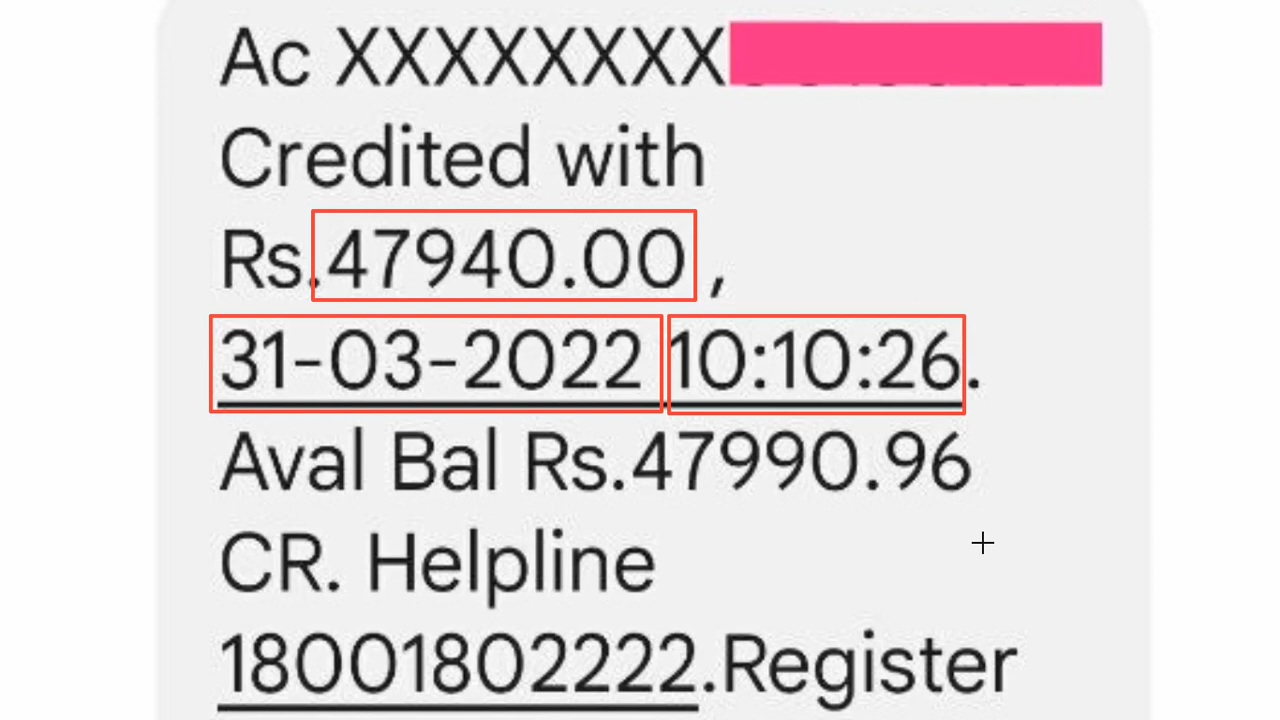 Ac XXXXXXXX
Credited with
Rs.47940.00 ,
31-03-2022 10:10:26.
Aval Bal Rs.47990.96
CR. Helpline
18001802222.Register